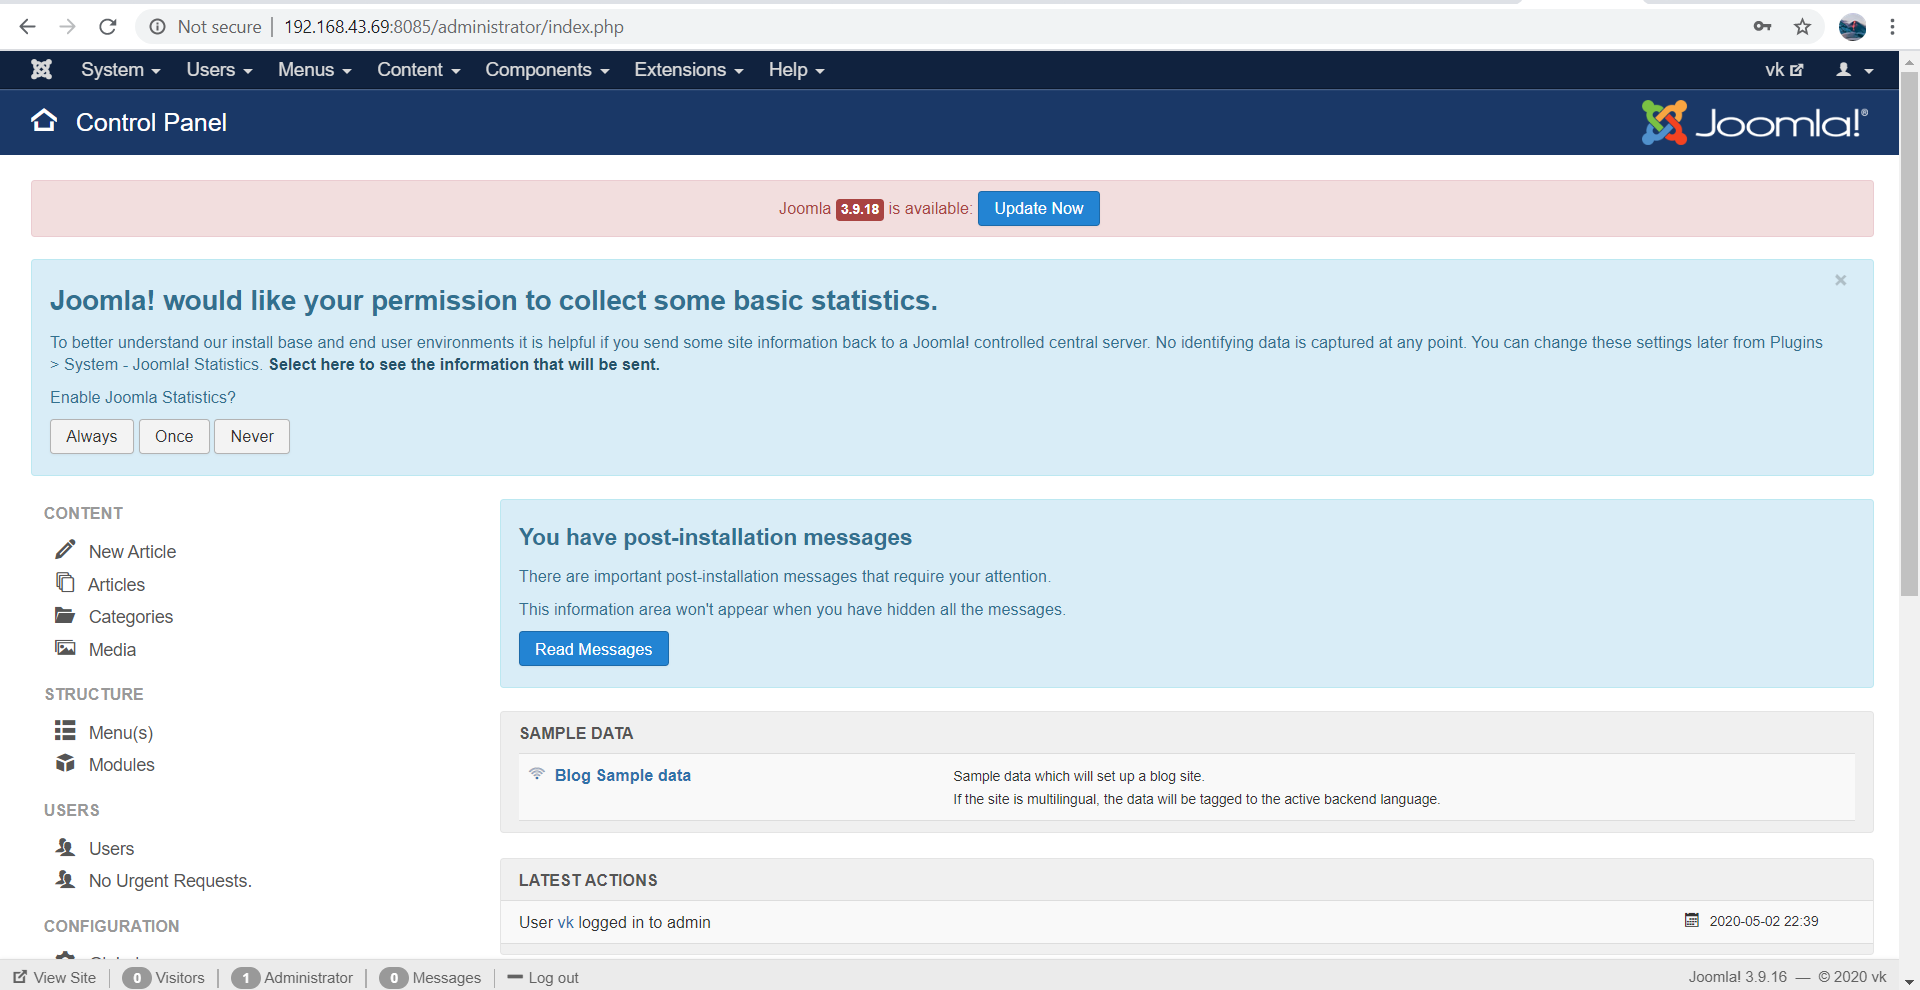 Not secure | 192.168.43.69:8085/administrator/index.php
System Users Menus Content Components Extensions Help vk
Control Panel Joomla!®
Joomla 3.9.18 is available: Update Now
Joomla! would like your permission to collect some basic statistics. ×
To better understand our install base and end user environments it is helpful if you send some site information back to a Joomla! controlled central server. No identifying data is captured at any point. You can change these settings later from Plugins
> System - Joomla! Statistics. Select here to see the information that will be sent.
Enable Joomla Statistics?
Always Once Never
CONTENT
New Article
Articles
Categories
Media
STRUCTURE
Menu(s)
Modules
USERS
Users
No Urgent Requests.
CONFIGURATION
You have post-installation messages
There are important post-installation messages that require your attention.
This information area won't appear when you have hidden all the messages.
Read Messages
SAMPLE DATA
Blog Sample data
Sample data which will set up a blog site.
If the site is multilingual, the data will be tagged to the active backend language.
LATEST ACTIONS
User vk logged in to admin 2020-05-02 22:39
View Site | 0 Visitors | 1 Administrator | 0 Messages | Log out Joomla! 3.9.16 — © 2020 vk